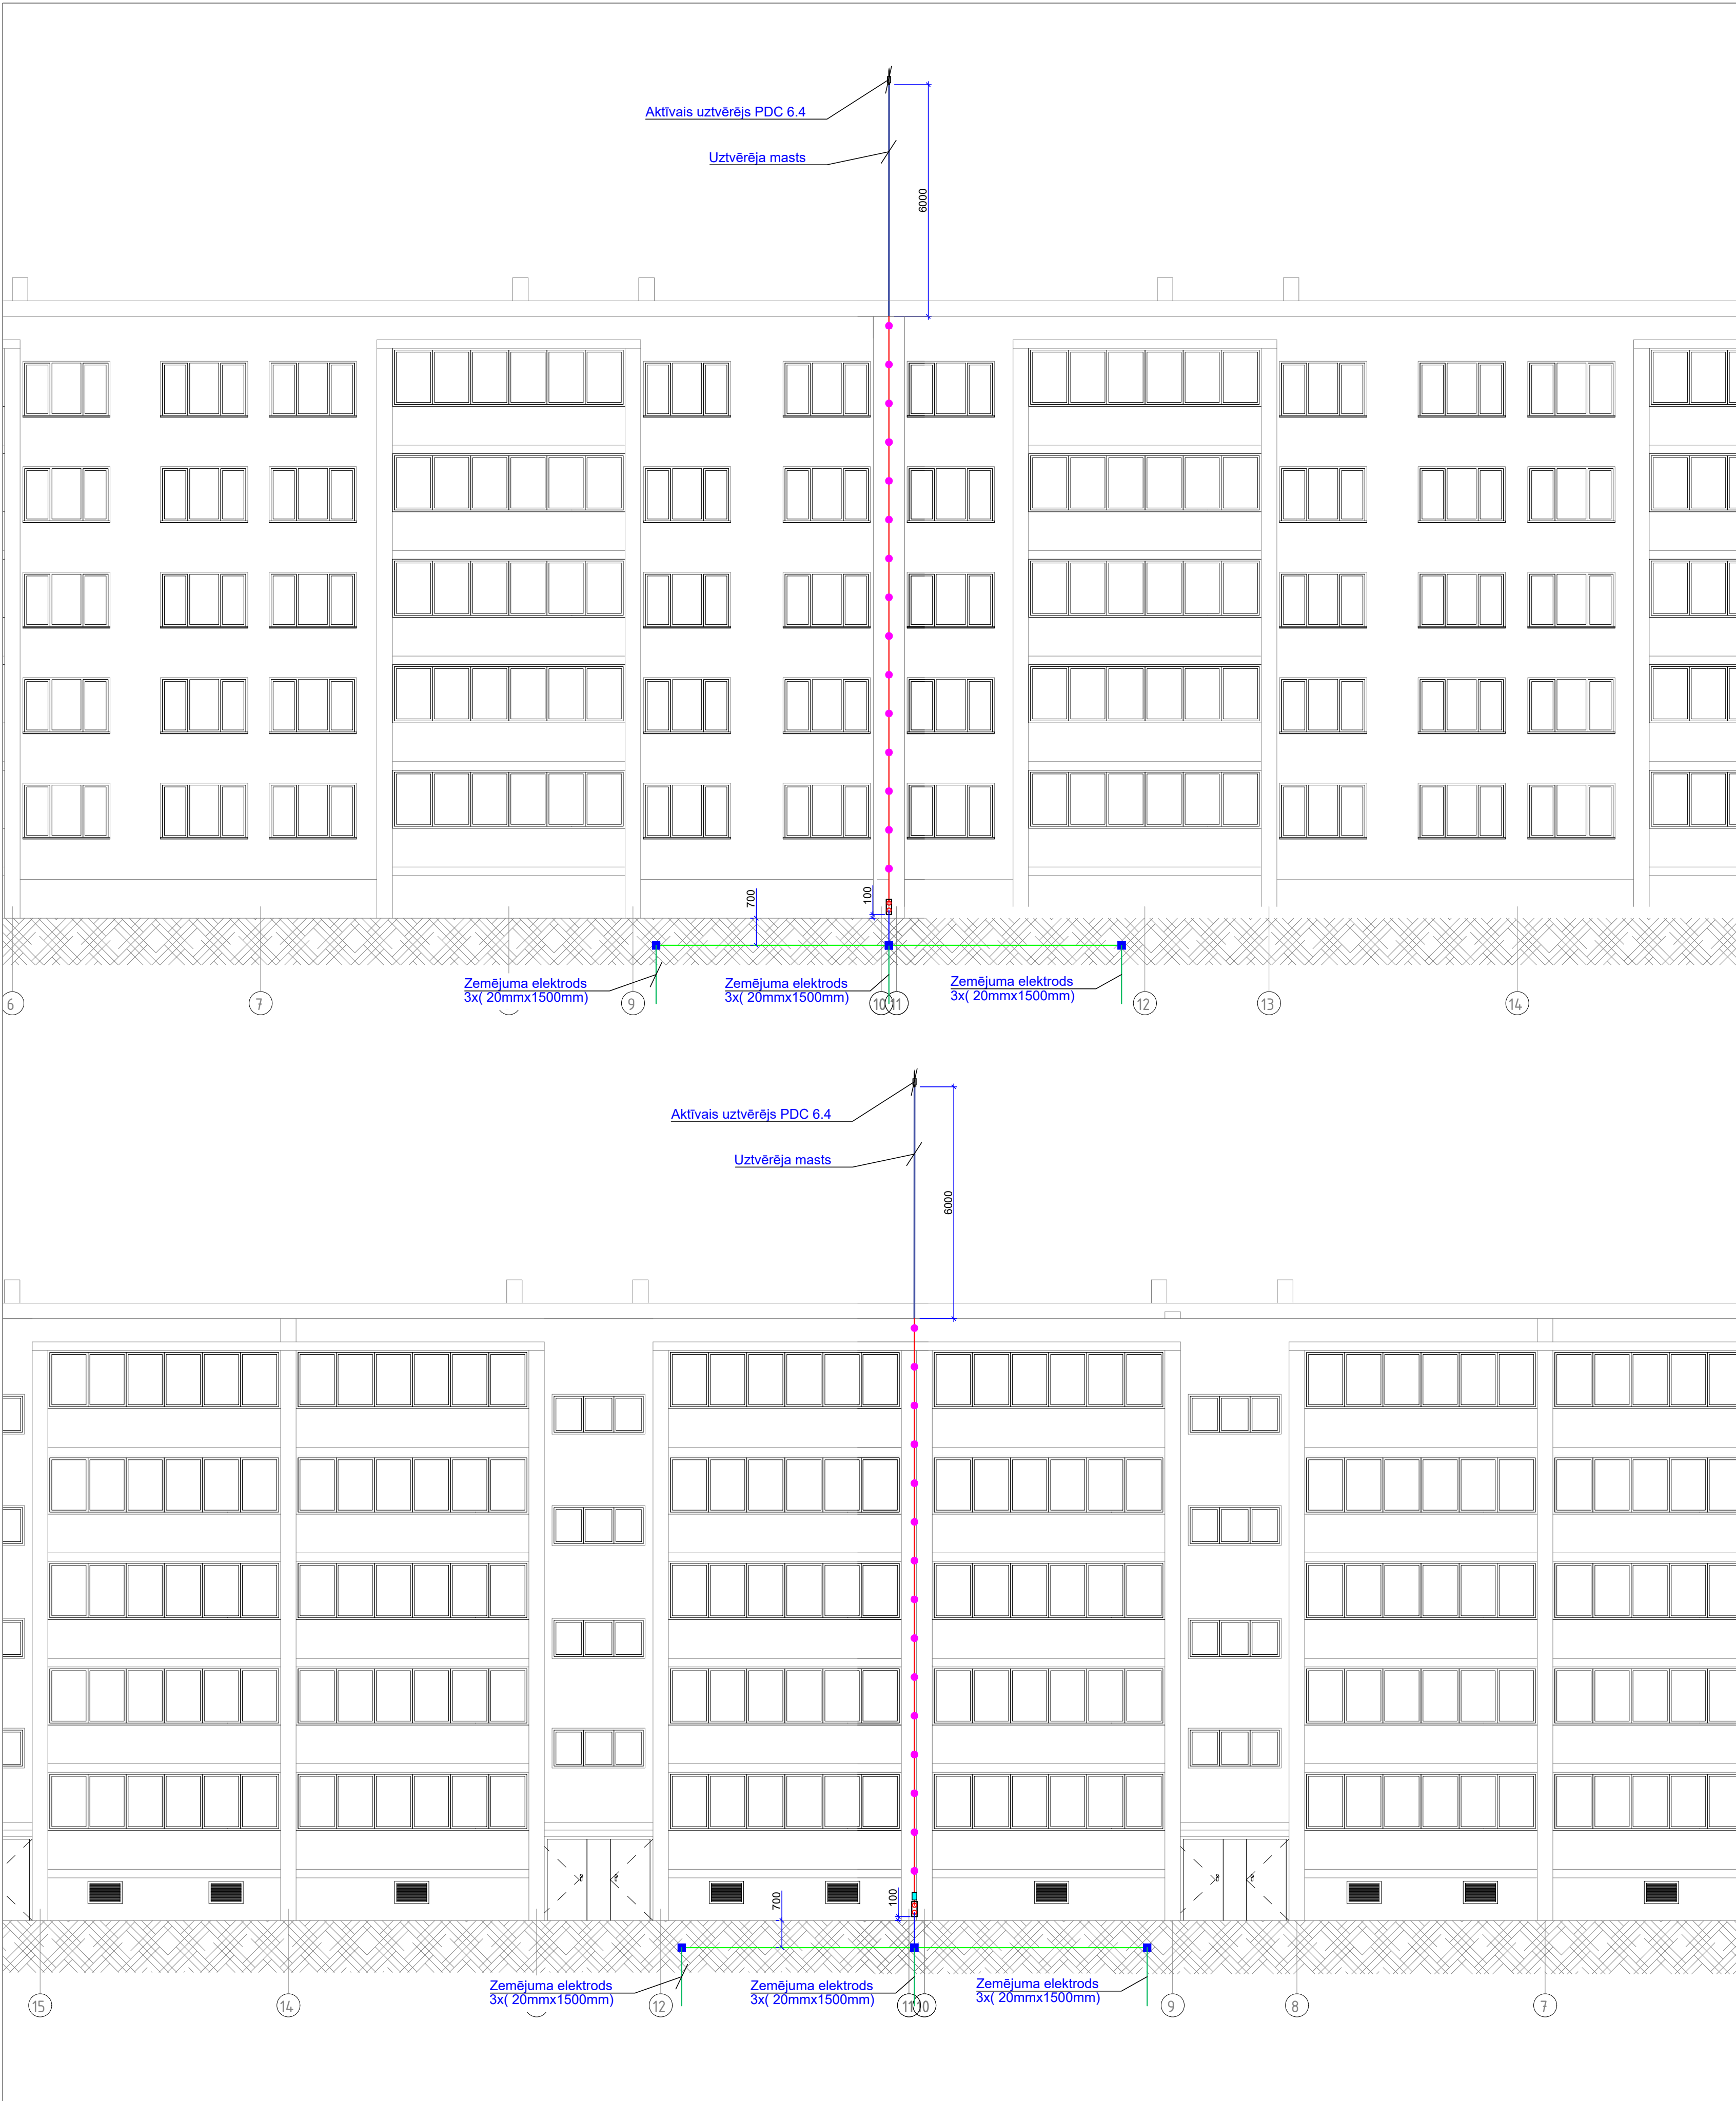 Aktīvais uztvērējs PDC 6.4
Uztvērēja masts
6000
700
100
Zemējuma elektrods
3x( 20mmx1500mm)
Zemējuma elektrods
3x( 20mmx1500mm)
Zemējuma elektrods
3x( 20mmx1500mm)
6
7
9
10
11
12
13
14
Aktīvais uztvērējs PDC 6.4
Uztvērēja masts
6000
700
100
Zemējuma elektrods
3x( 20mmx1500mm)
Zemējuma elektrods
3x( 20mmx1500mm)
Zemējuma elektrods
3x( 20mmx1500mm)
15
14
12
11
10
9
8
7